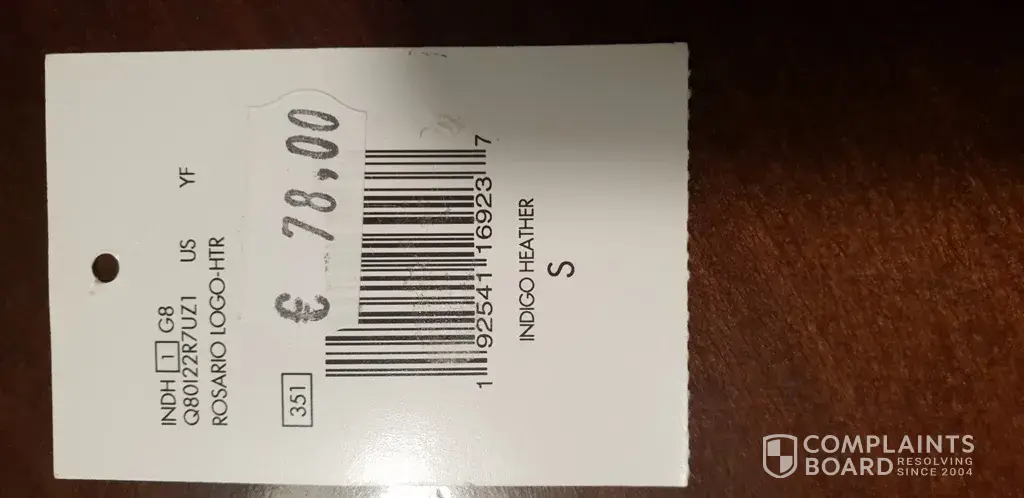 INDH 1 G8
Q80I22R7UZ1 US YF
ROSARIO LOGO-HTR
€ 78,00
351
1 92541 16923 7
INDIGO HEATHER
S
COMPLAINTS
BOARD RESOLVING
SINCE 2004